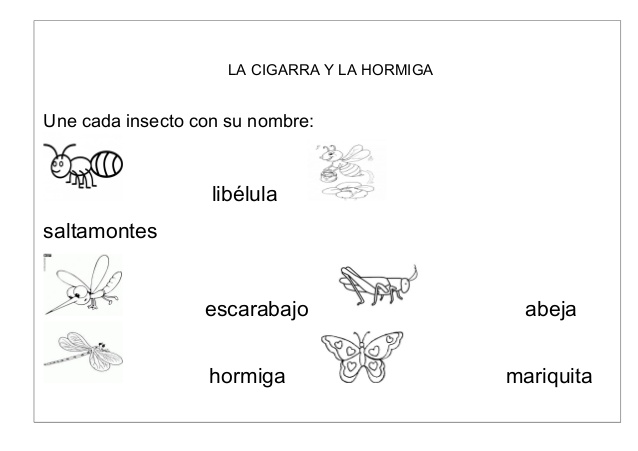 LA CIGARRA Y LA HORMIGA
Une cada insecto con su nombre:
libélula
saltamontes
escarabajo abeja
hormiga mariquita